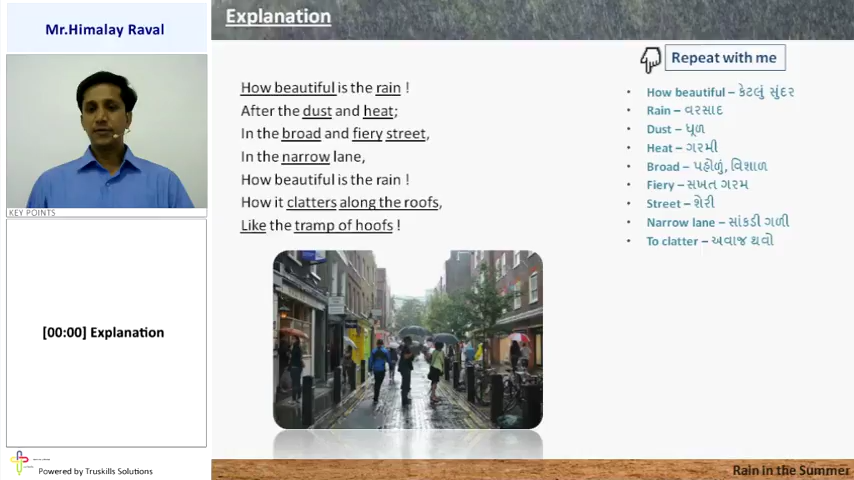 Mr.Himalay Raval
KEY POINTS
[00:00] Explanation
Powered by Truskills Solutions
Explanation
How beautiful is the rain !
After the dust and heat;
In the broad and fiery street,
In the narrow lane,
How beautiful is the rain !
How it clatters along the roofs,
Like the tramp of hoofs !
Repeat with me
• How beautiful – કેટલું સુંદર
• Rain – વરસાદ
• Dust – ધૂળ
• Heat – ગરમી
• Broad – પહોળું, વિશાળ
• Fiery – સખત ગરમ
• Street – શેરી
• Narrow lane – સાંકડી ગળી
• To clatter – અવાજ થવો
Rain in the Summer